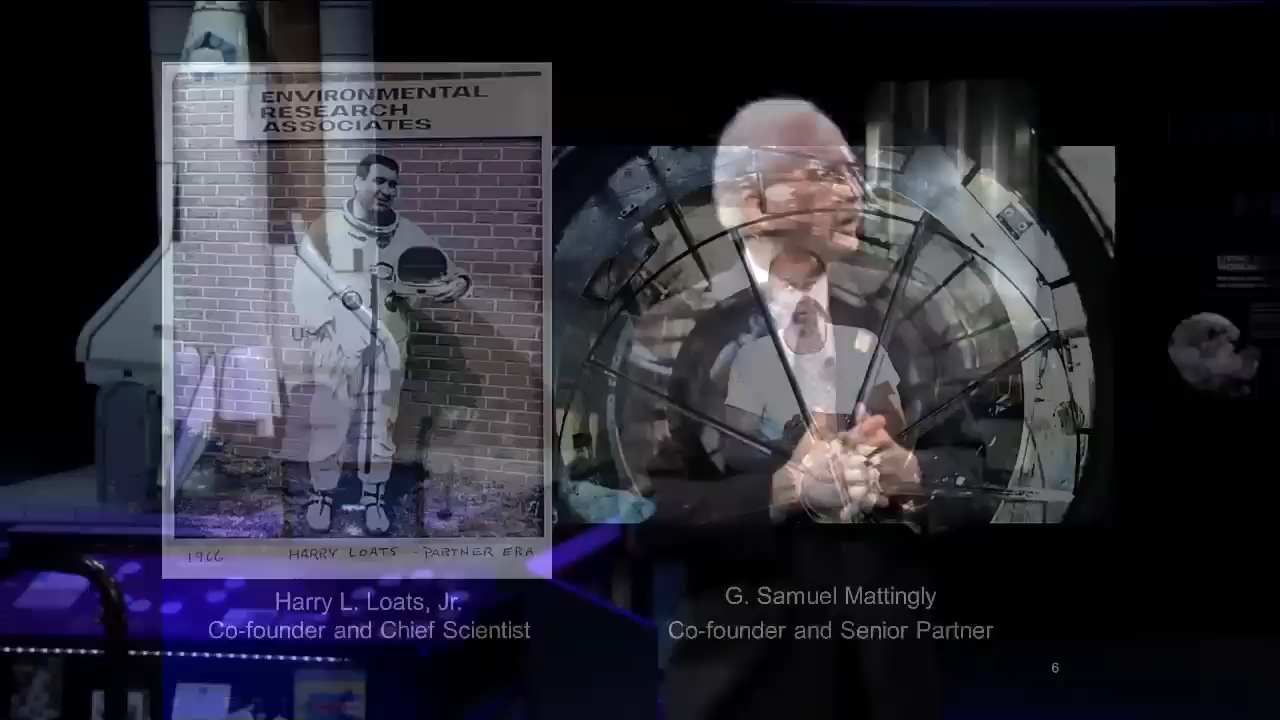 ENVIRONMENTAL
RESEARCH
ASSOCIATES
1966 HARRY LOATS - PARTNER ERA
Harry L. Loats, Jr.
Co-founder and Chief Scientist
G. Samuel Mattingly
Co-founder and Senior Partner
6